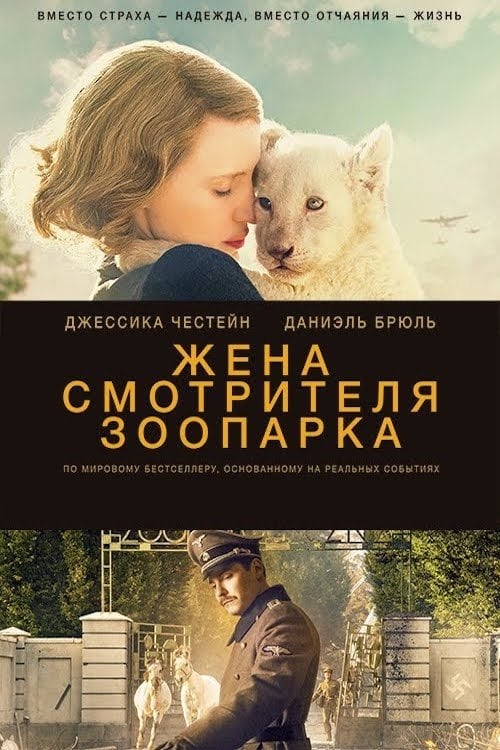 ВМЕСТО СТРАХА — НАДЕЖДА, ВМЕСТО ОТЧАЯНИЯ — ЖИЗНЬ
ДЖЕССИКА ЧЕСТЕЙН ДАНИЭЛЬ БРЮЛЬ
ЖЕНА
СМОТРИТЕЛЯ
ЗООПАРКА
ПО МИРОВОМУ БЕСТСЕЛЛЕРУ, ОСНОВАННОМУ НА РЕАЛЬНЫХ СОБЫТИЯХ